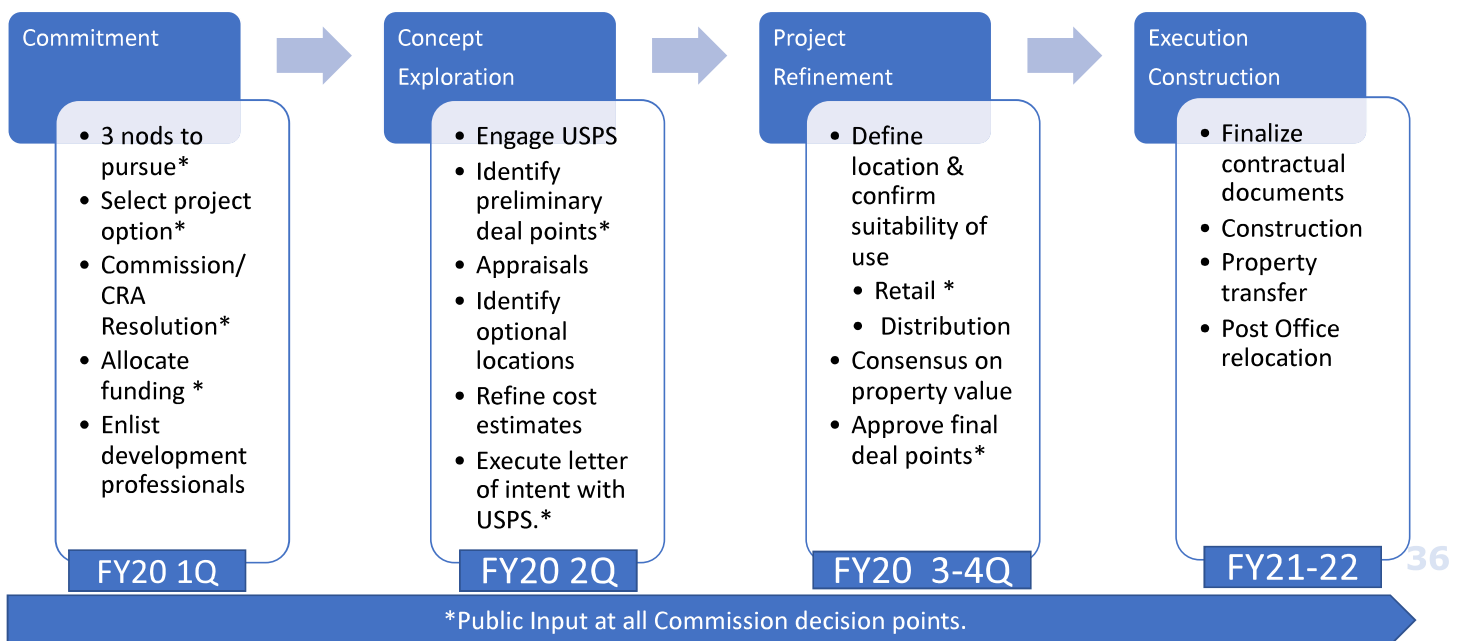 Commitment
• 3 nods to
pursue*
• Select project
option*
• Commission/
CRA
Resolution*
• Allocate
funding *
• Enlist
development
professionals
FY20 1Q
Concept
Exploration
• Engage USPS
• Identify
preliminary
deal points*
• Appraisals
• Identify
optional
locations
• Refine cost
estimates
• Execute letter
of intent with
USPS.*
FY20 2Q
Project
Refinement
• Define
location &
confirm
suitability of
use
• Retail *
• Distribution
• Consensus on
property value
• Approve final
deal points*
FY20 3-4Q
Execution
Construction
• Finalize
contractual
documents
• Construction
• Property
transfer
• Post Office
relocation
FY21-22
36
*Public Input at all Commission decision points.